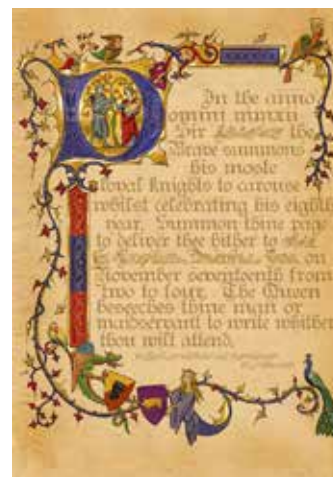 In the anno
Domini mmxii
Sir the
Brave summons
his moste
loyal knights to carouse
whilst celebrating his eighth
year. Summon thine page
to deliver thee hither to
on
November seventeenth from
two to four. The Queen
beseeches thine man or
maidservant to write whither
thou wilt attend.